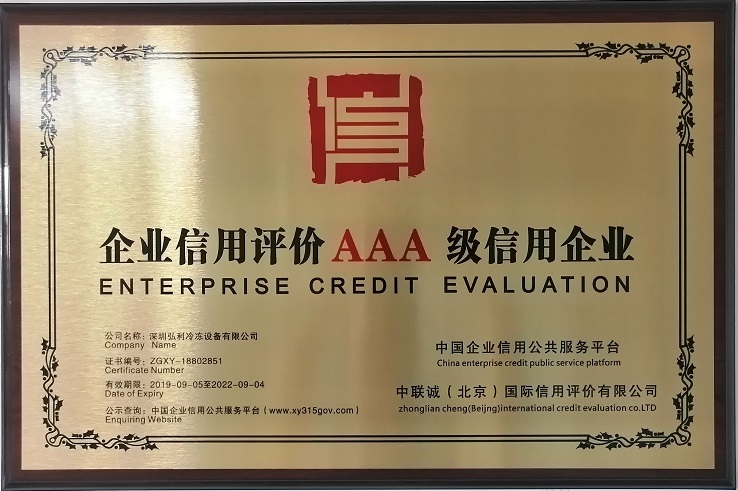 信
企业信用评价AAA级信用企业
ENTERPRISE CREDIT EVALUATION
公司名称：深圳弘利冷冻设备有限公司
Company Name
证书编号：ZGXY-18802851
Certificate Number
有效期限：2019-09-05至2022-09-04
Date of Expiry
公示查询：中国企业信用公共服务平台（www.xy315gov.com）
Enquiring Website
中国企业信用公共服务平台
China enterprise credit public service platform
中联诚（北京）国际信用评价有限公司
zhonglian cheng(Beijng)international credit evaluation co.LTD